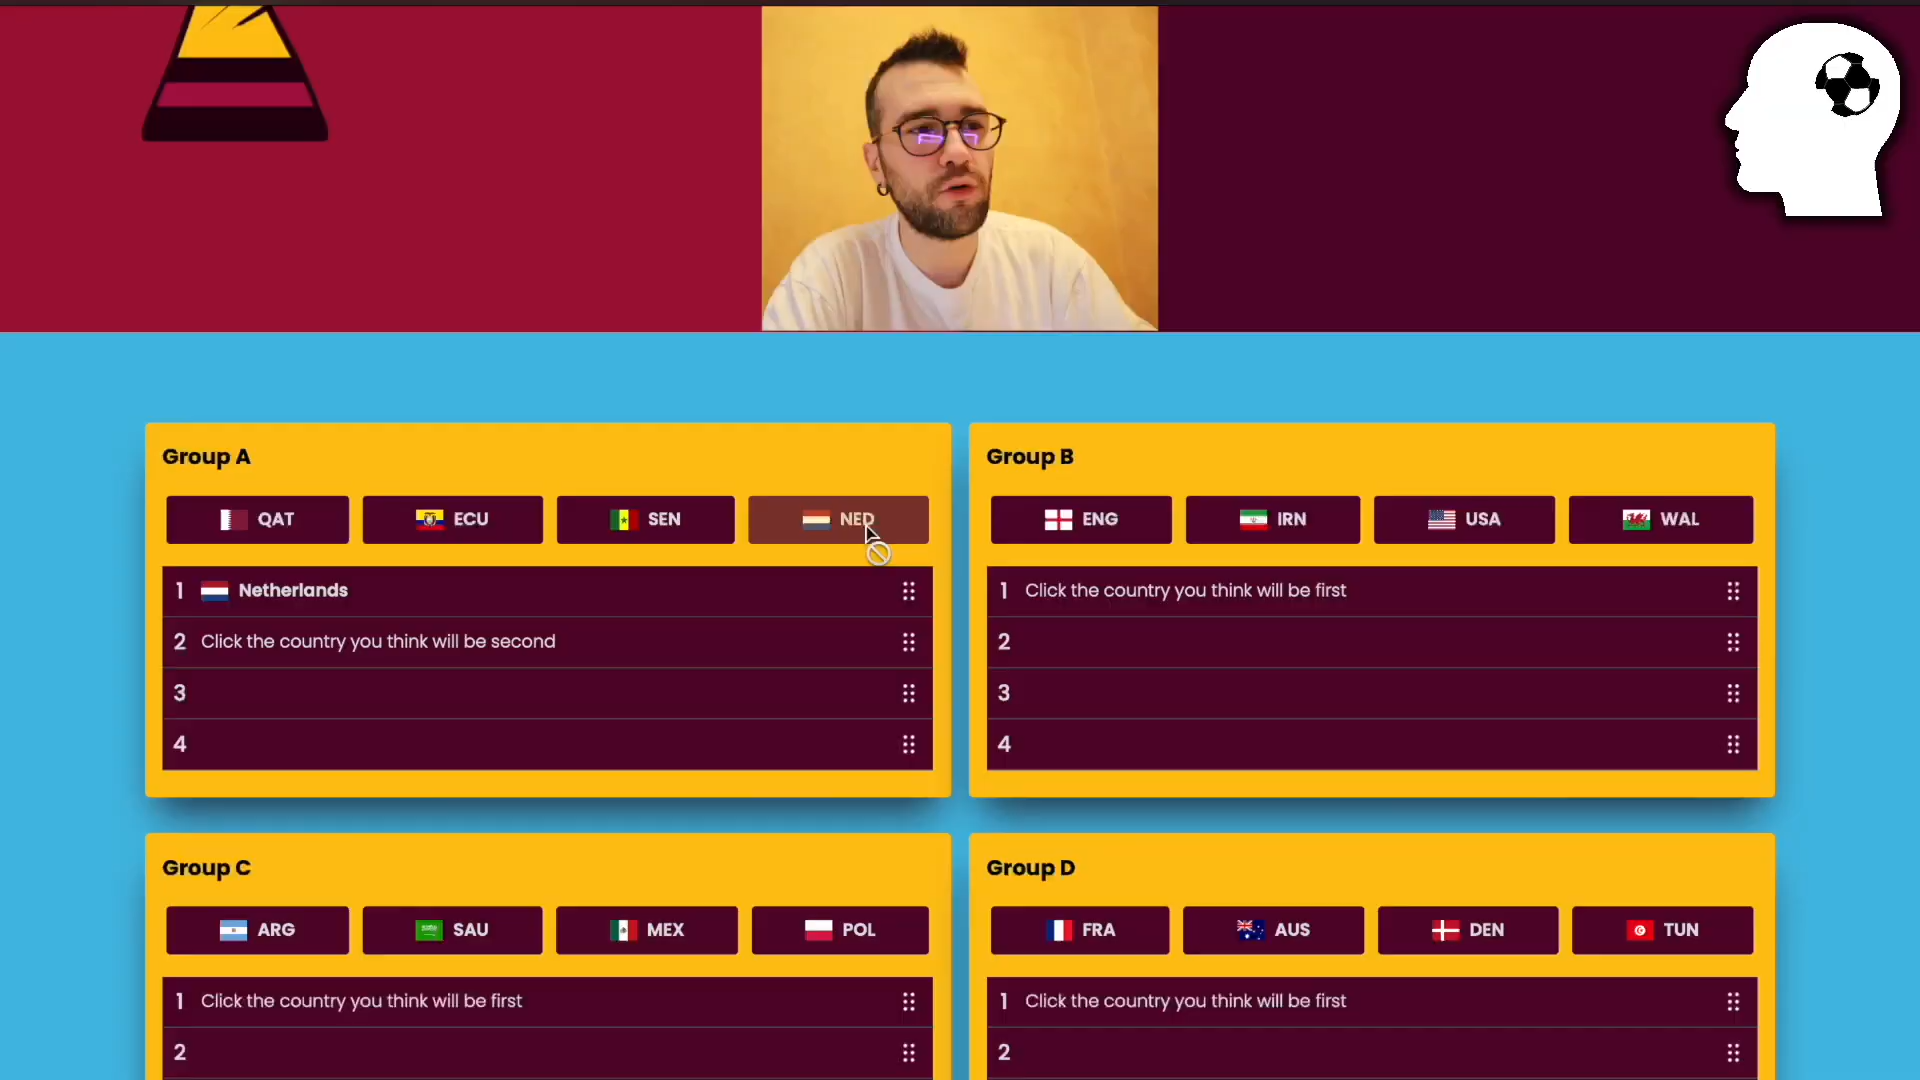 Group A
QAT ECU SEN NED
1 Netherlands
2 Click the country you think will be second
3
4
Group B
ENG IRN USA WAL
1 Click the country you think will be first
2
3
4
Group C
ARG SAU MEX POL
1 Click the country you think will be first
2
Group D
FRA AUS DEN TUN
1 Click the country you think will be first
2